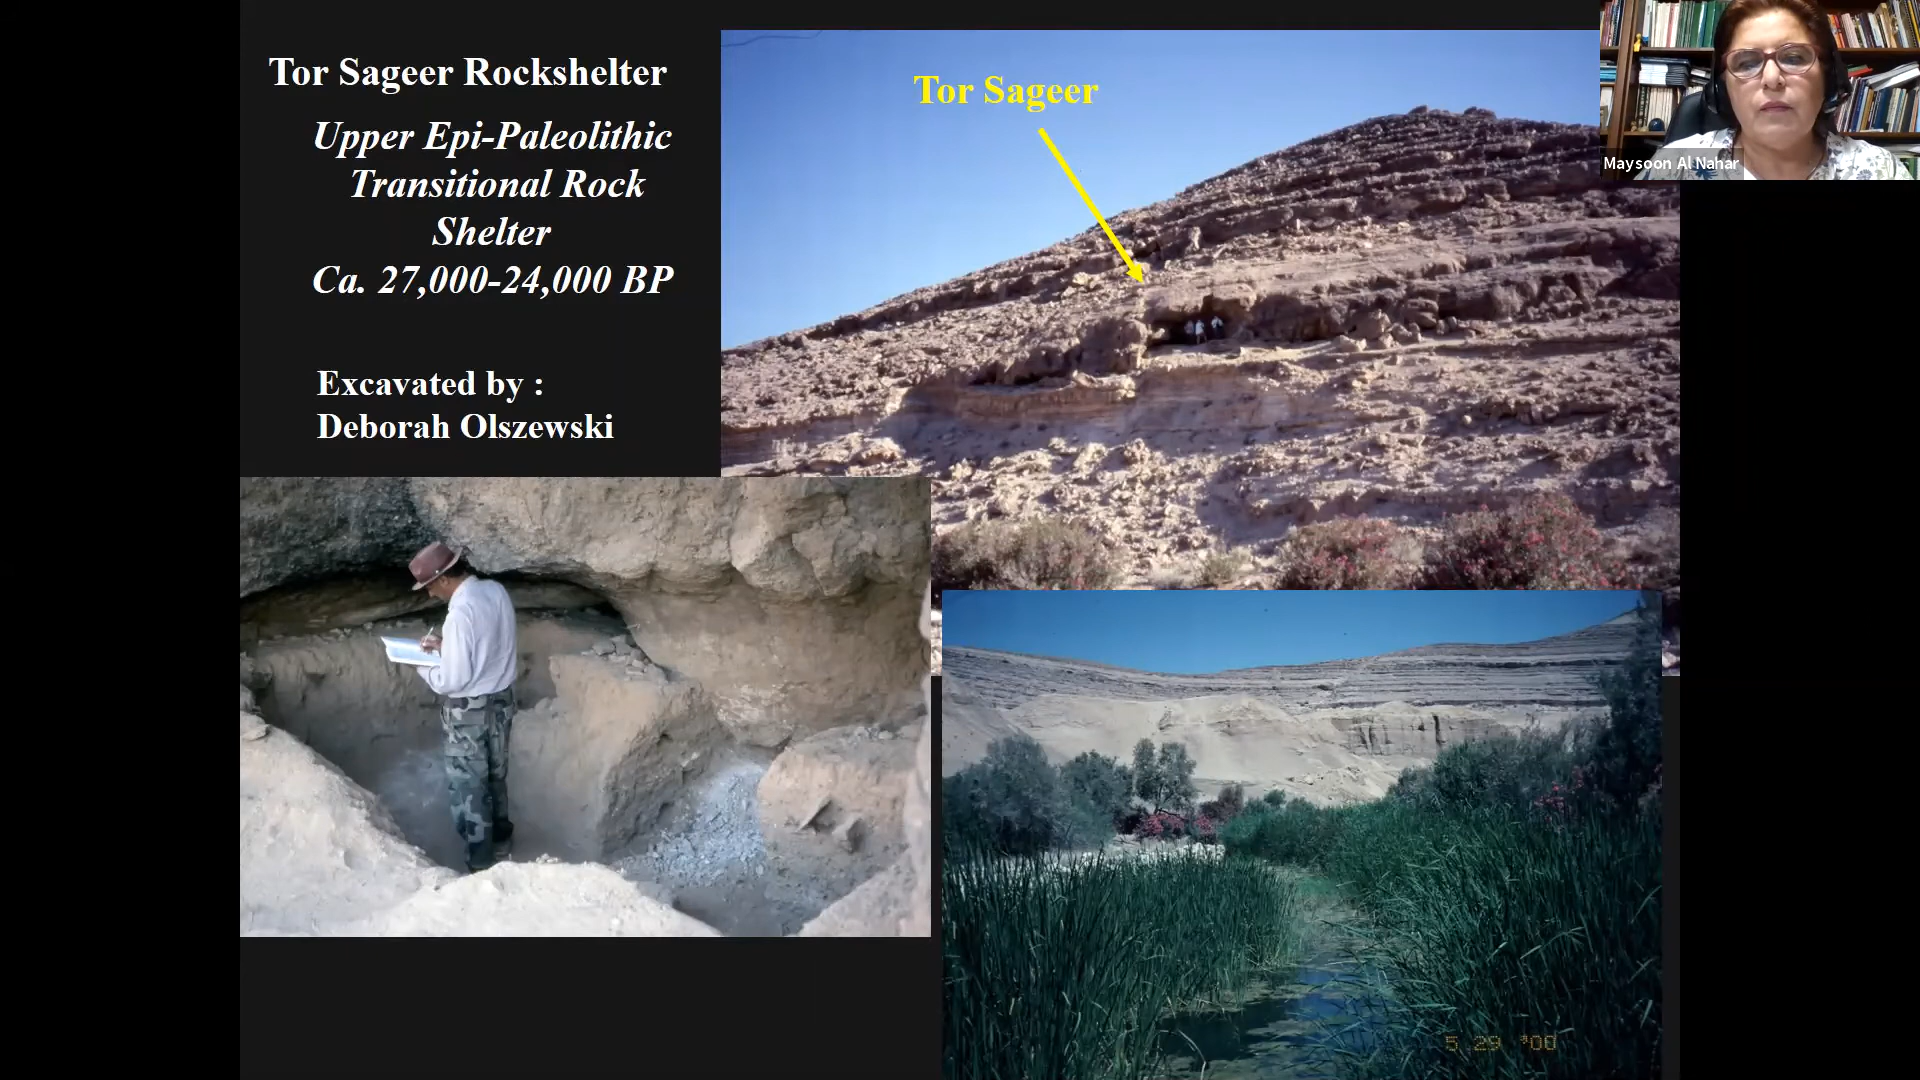 Tor Sageer Rockshelter
Upper Epi-Paleolithic
Transitional Rock
Shelter
Ca. 27,000-24,000 BP
Excavated by :
Deborah Olszewski
Tor Sageer
Maysoon Al Nahar
5 29 '00